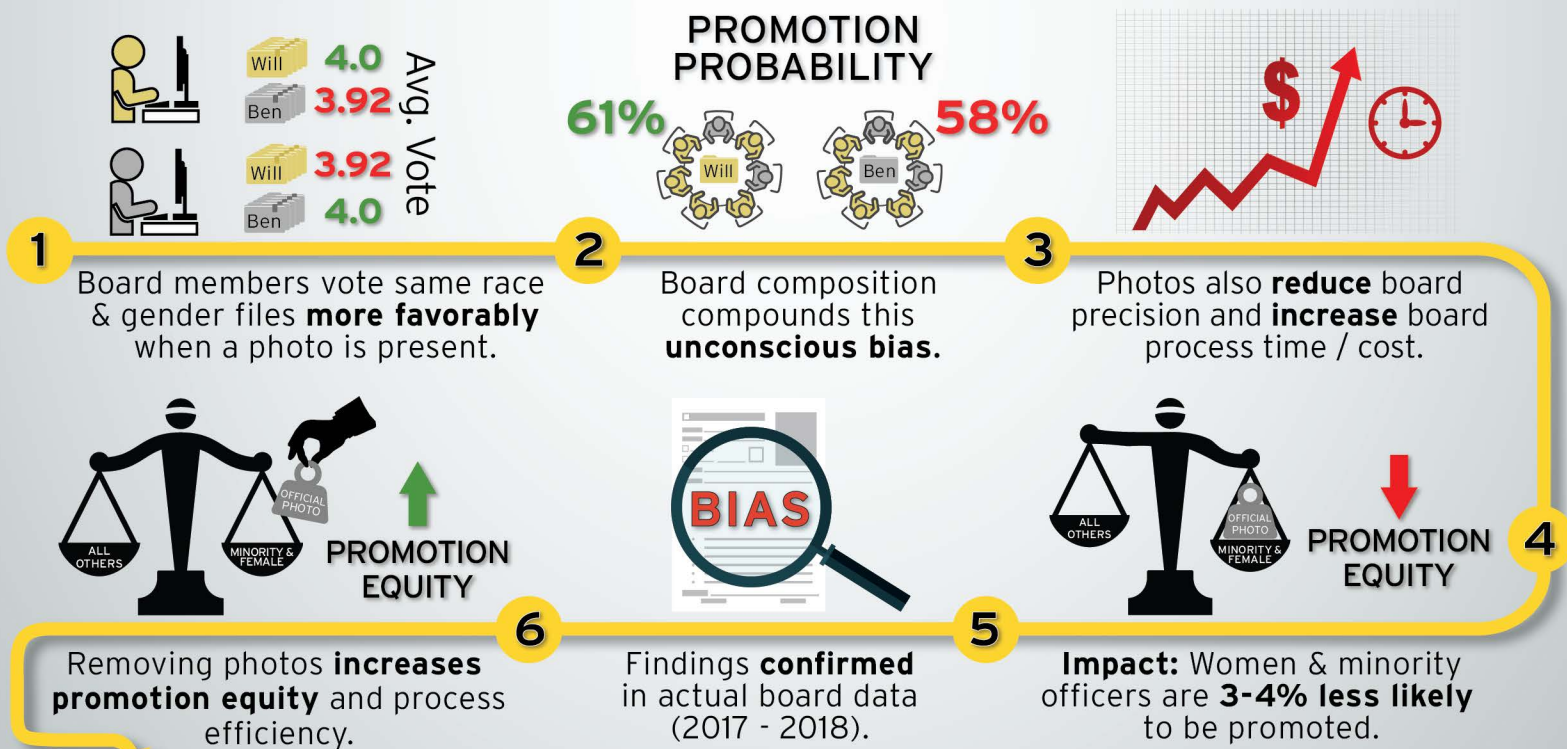 Will 4.0
Ben 3.92
Will 3.92
Ben 4.0
Avg. Vote
1
Board members vote same race
& gender files more favorably
when a photo is present.
PROMOTION
PROBABILITY
61%
Will
Ben
58%
2
Board composition
compounds this
unconscious bias.
$
3
Photos also reduce board
precision and increase board
process time / cost.
ALL
OTHERS
OFFICIAL
PHOTO
MINORITY &
FEMALE
PROMOTION
EQUITY
4
Impact: Women & minority
officers are 3-4% less likely
to be promoted.
BIAS
5
Findings confirmed
in actual board data
(2017 - 2018).
ALL
OTHERS
OFFICIAL
PHOTO
MINORITY &
FEMALE
PROMOTION
EQUITY
6
Removing photos increases
promotion equity and process
efficiency.